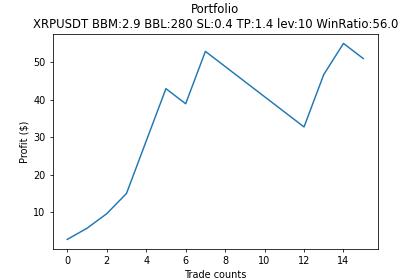 Portfolio
XRPUSDT BBM:2.9 BBL:280 SL:0.4 TP:1.4 lev:10 WinRatio:56.0
50
40
30
20
10
Profit ($)
0 2 4 6 8 10 12 14
Trade counts